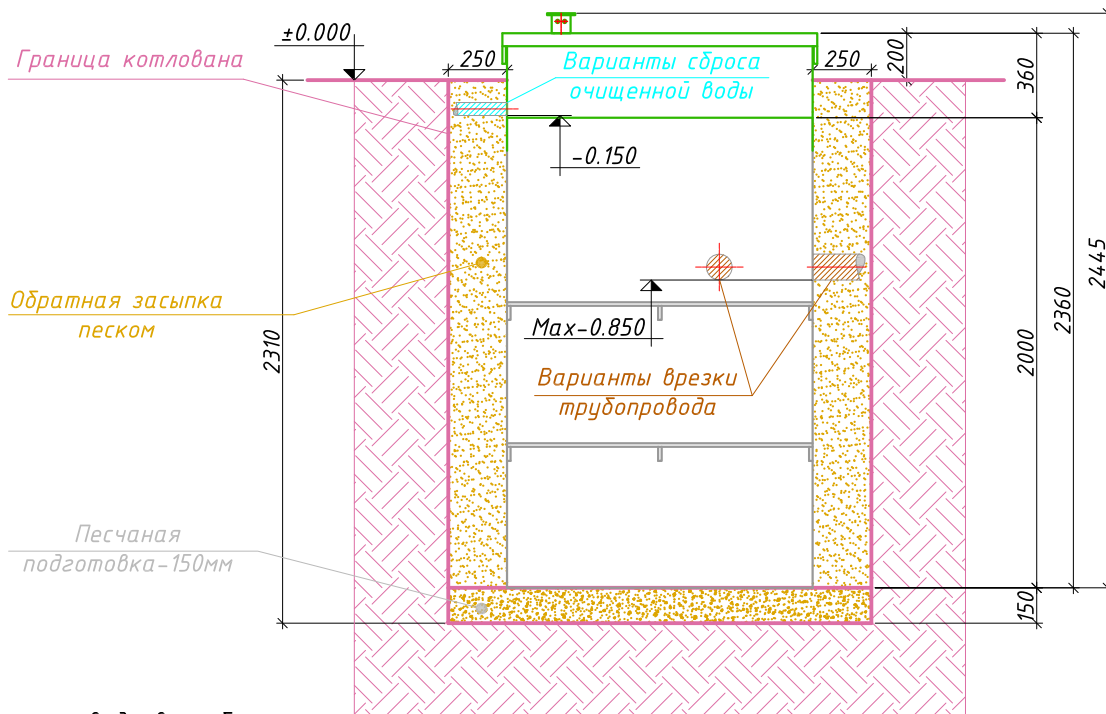 ±0.000
Граница котлована
250
250
200
360
Варианты сброса
очищенной воды
-0.150
2445
2360
2000
Обратная засыпка
песком
2310
Max-0.850
Варианты врезки
трубопровода
Песчаная
подготовка-150мм
150